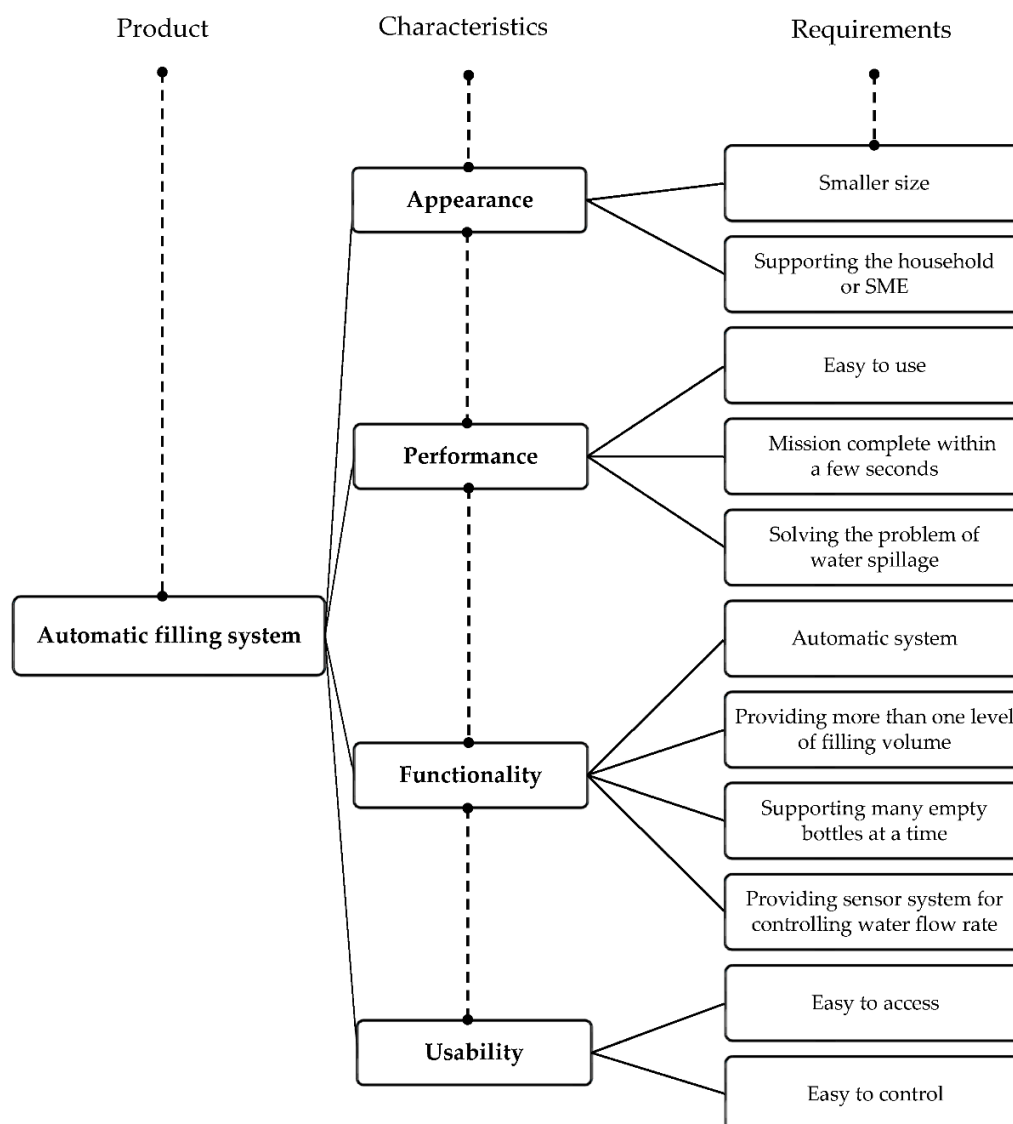 Product
Characteristics
Requirements
Appearance
Smaller size
Supporting the household
or SME
Performance
Easy to use
Mission complete within
a few seconds
Solving the problem of
water spillage
Automatic filling system
Functionality
Automatic system
Providing more than one level
of filling volume
Supporting many empty
bottles at a time
Providing sensor system for
controlling water flow rate
Usability
Easy to access
Easy to control